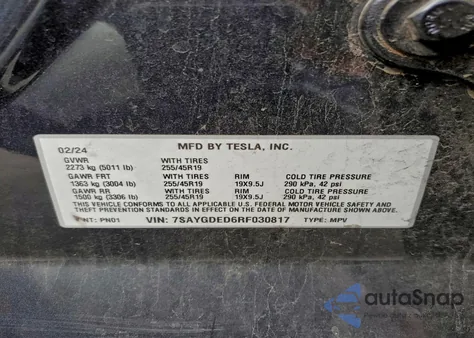 02/24 MFD BY TESLA, INC.
GVWR WITH TIRES
2273 kg (5011 lb) 255/45R19
GAWR FRT WITH TIRES RIM COLD TIRE PRESSURE
1363 kg (3004 lb) 255/45R19 19X9.5J 290 kPa, 42 psi
GAWR RR WITH TIRES RIM COLD TIRE PRESSURE
1500 kg (3306 lb) 255/45R19 19X9.5J 290 kPa, 42 psi
THIS VEHICLE CONFORMS TO ALL APPLICABLE U.S. FEDERAL MOTOR VEHICLE SAFETY AND
THEFT PREVENTION STANDARDS IN EFFECT ON THE DATE OF MANUFACTURE SHOWN ABOVE.
PNT: PN01 VIN: 7SAYGDED6RF030817 TYPE: MPV
autoSnap